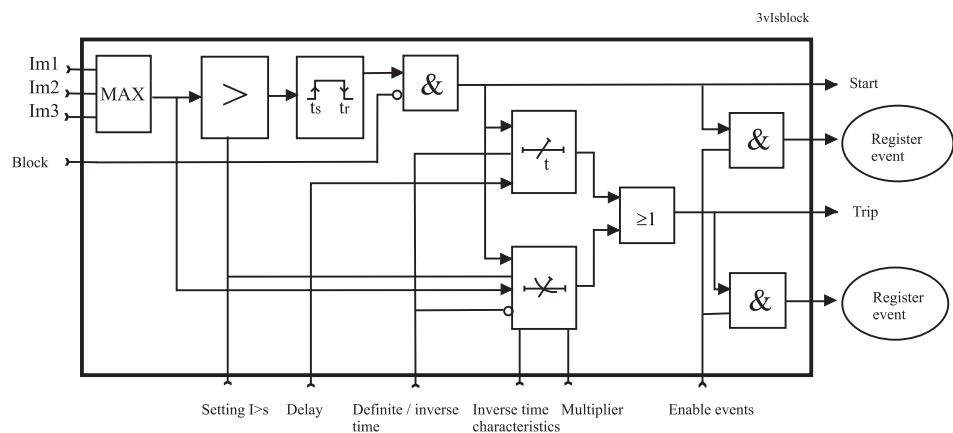 3vIsblock
Im1
Im2
Im3
MAX
>
ts tr
&
Start
Block
t
&
Register
event
≥1
Trip
&
Register
event
Setting I>s
Delay
Definite / inverse
time
Inverse time
characteristics
Multiplier
Enable events